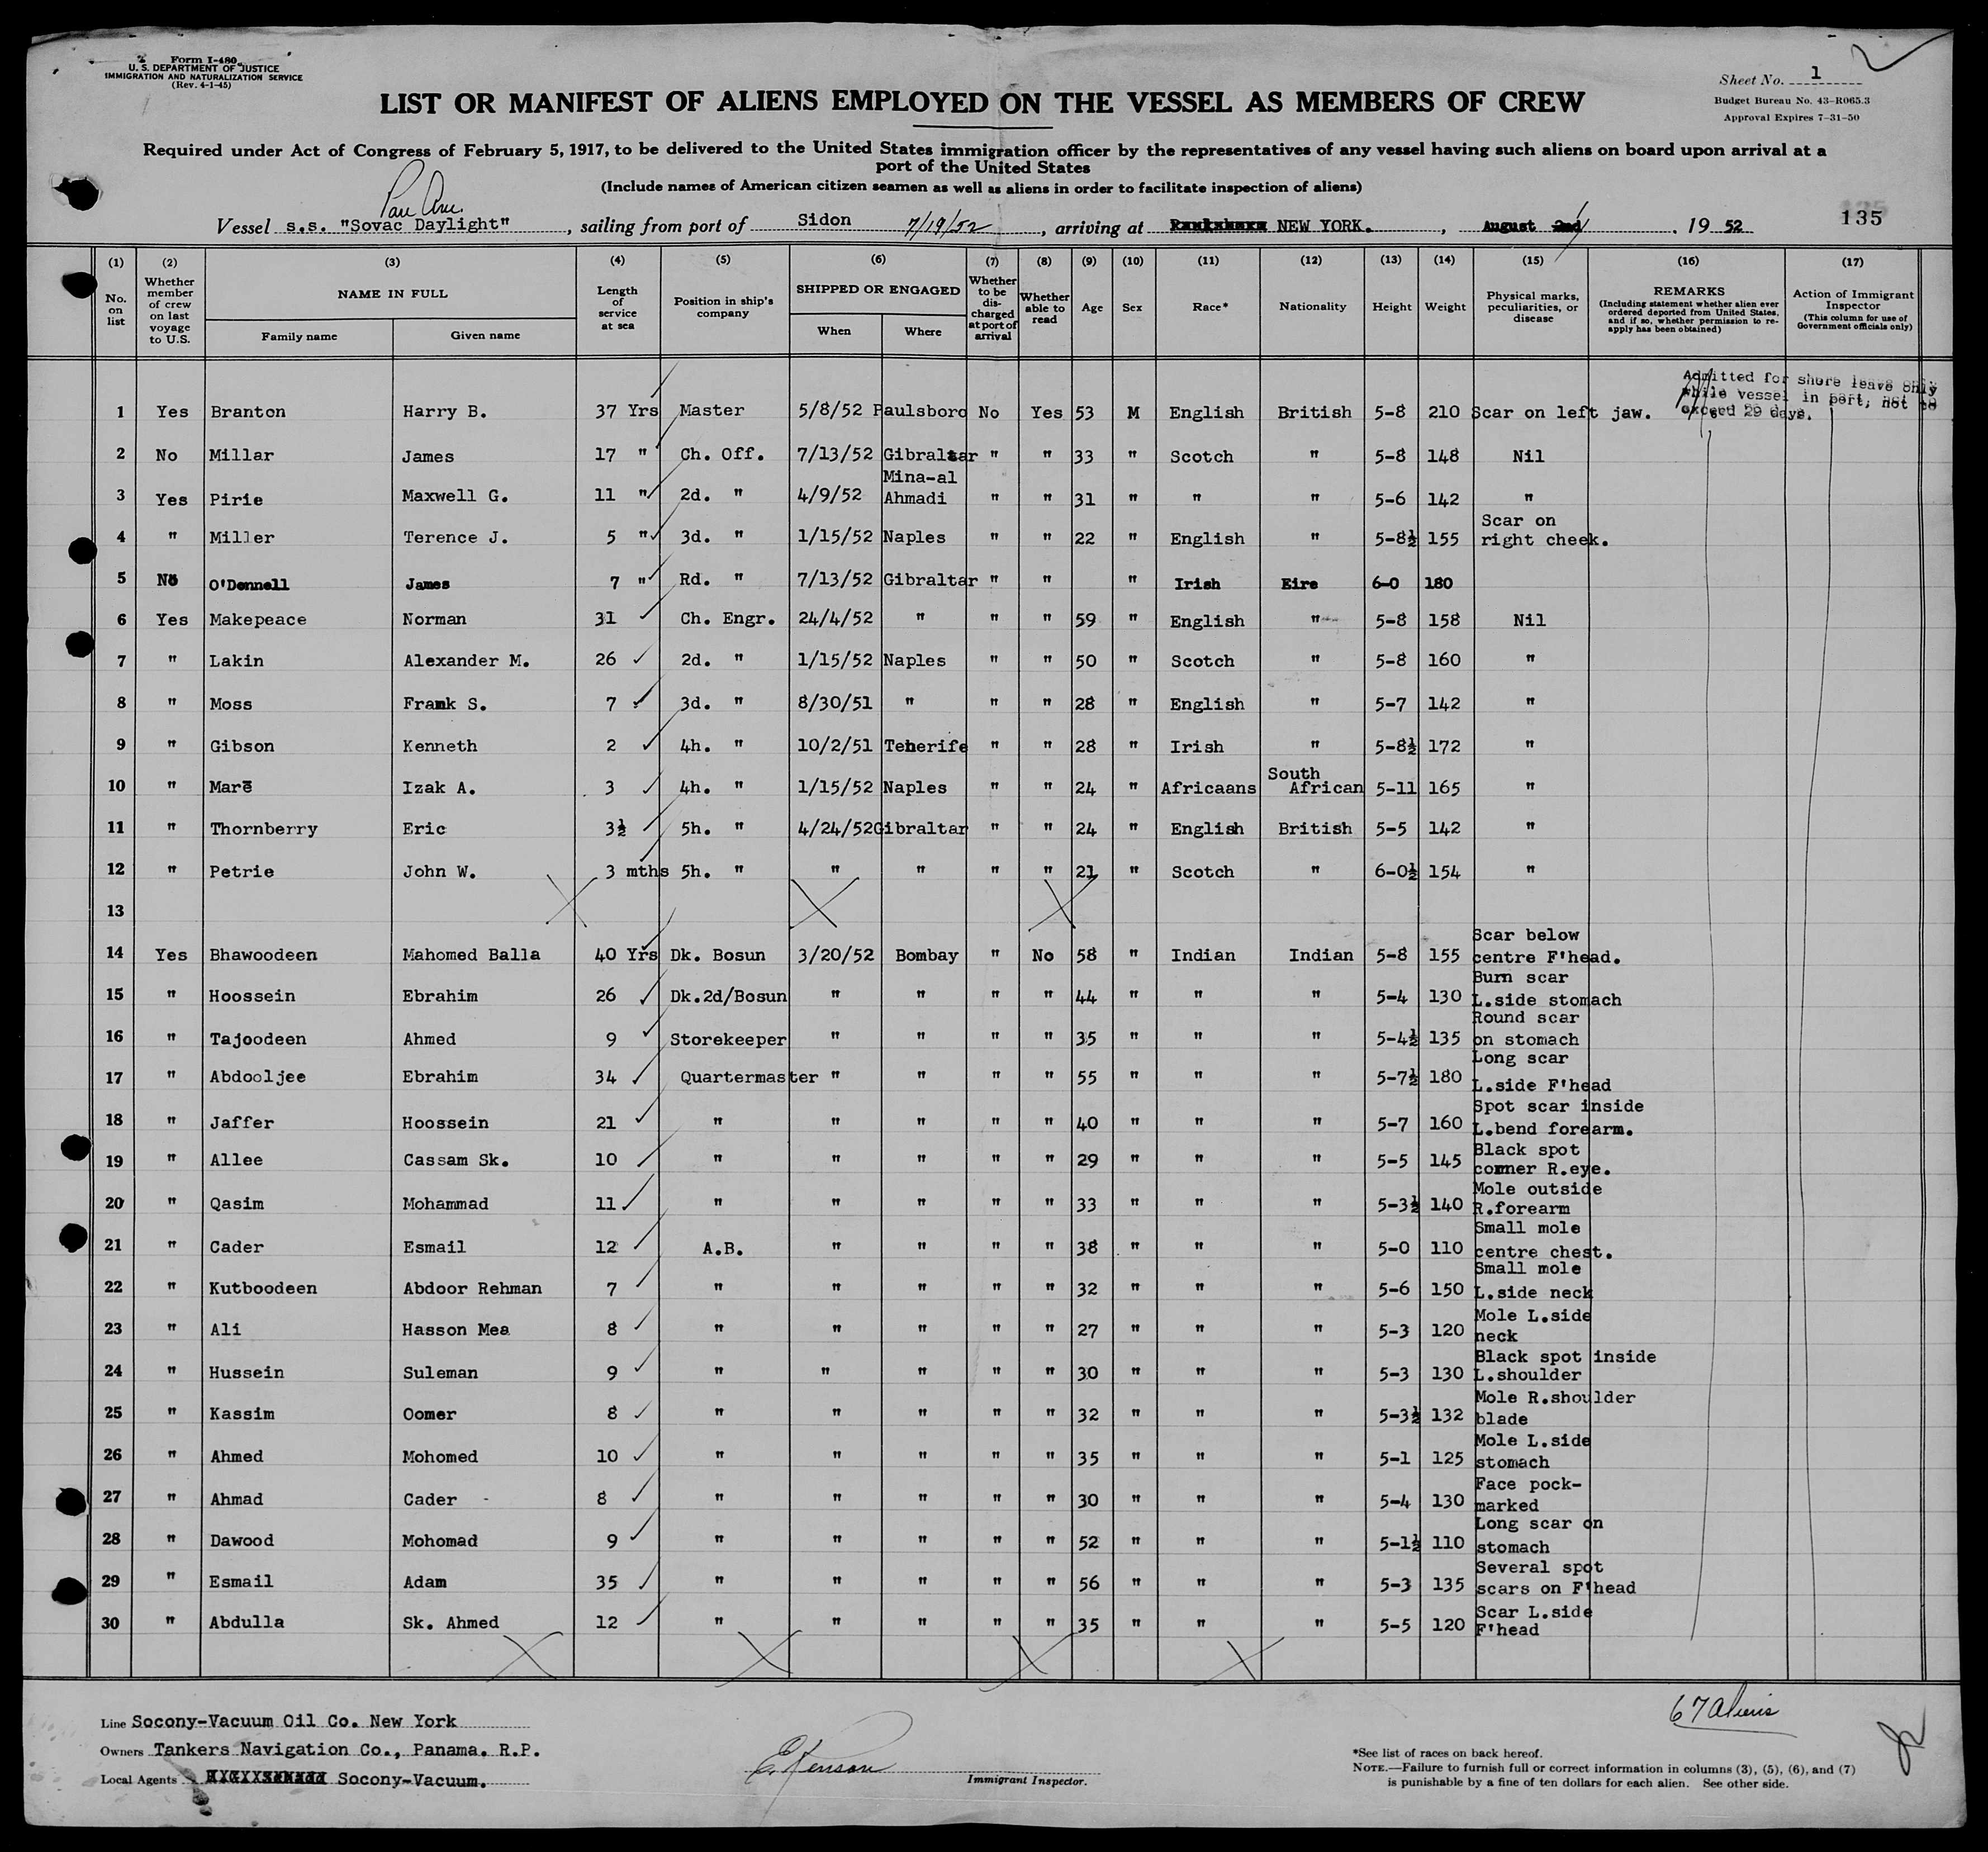 Form I-480
U. S. DEPARTMENT OF JUSTICE
IMMIGRATION AND NATURALIZATION SERVICE
(Rev. 4-1-45)
Sheet No. 1
Budget Bureau No. 43-R065.3
Approval Expires 7-31-50
LIST OR MANIFEST OF ALIENS EMPLOYED ON THE VESSEL AS MEMBERS OF CREW
Required under Act of Congress of February 5, 1917, to be delivered to the United States immigration officer by the representatives of any vessel having such aliens on board upon arrival at a
port of the United States
(Include names of American citizen seamen as well as aliens in order to facilitate inspection of aliens)
Pan Am.
Vessel s.s. "Sovac Daylight", sailing from port of Sidon 7/19/52, arriving at NEW YORK., August 1, 1952
135
(1) No. on list
(2) Whether member of crew on last voyage to U.S.
(3) NAME IN FULL Family name Given name
(4) Length of service at sea
(5) Position in ship's company
(6) SHIPPED OR ENGAGED When Where
(7) Whether to be discharged at port of arrival
(8) Whether able to read
(9) Age
(10) Sex
(11) Race*
(12) Nationality
(13) Height
(14) Weight
(15) Physical marks, peculiarities, or disease
(16) REMARKS (Including statement whether alien ever ordered deported from United States, and if so, whether permission to re-apply has been obtained)
(17) Action of Immigrant Inspector (This column for use of Government officials only)
Admitted for shore leave only
while vessel in port, not to
exceed 29 days.
1 Yes Branton Harry B. 37 Yrs Master 5/8/52 Paulsboro No Yes 53 M English British 5-8 210 Scar on left jaw.
2 No Millar James 17 " Ch. Off. 7/13/52 Gibraltar " " 33 " Scotch " 5-8 148 Nil
3 Yes Pirie Maxwell G. 11 " 2d. " 4/9/52 Mina-al Ahmadi " " 31 " " " 5-6 142 "
4 " Miller Terence J. 5 " 3d. " 1/15/52 Naples " " 22 " English " 5-8½ 155 Scar on right cheek.
5 No O'Donnell James 7 " Rd. " 7/13/52 Gibraltar " " " Irish Eire 6-0 180
6 Yes Makepeace Norman 31 Ch. Engr. 24/4/52 " " " 59 " English " 5-8 158 Nil
7 " Lakin Alexander M. 26 2d. " 1/15/52 Naples " " 50 " Scotch " 5-8 160 "
8 " Moss Frank S. 7 3d. " 8/30/51 " " " 28 " English " 5-7 142 "
9 " Gibson Kenneth 2 4h. " 10/2/51 Tenerife " " 28 " Irish " 5-8½ 172 "
10 " Marē Izak A. 3 4h. " 1/15/52 Naples " " 24 " Africaans South African 5-11 165 "
11 " Thornberry Eric 3½ 5h. " 4/24/52 Gibraltar " " 24 " English British 5-5 142 "
12 " Petrie John W. 3 mths 5h. " " " " " 21 " Scotch " 6-0½ 154 "
13
14 Yes Bhawoodeen Mahomed Balla 40 Yrs Dk. Bosun 3/20/52 Bombay " No 58 " Indian Indian 5-8 155 Scar below centre F'head.
15 " Hoossein Ebrahim 26 Dk.2d/Bosun " " " " 44 " " " 5-4 130 Burn scar L.side stomach
16 " Tajoodeen Ahmed 9 Storekeeper " " " " 35 " " " 5-4½ 135 Round scar on stomach
17 " Abdooljee Ebrahim 34 Quartermaster " " " " 55 " " " 5-7½ 180 Long scar L.side F'head
18 " Jaffer Hoossein 21 " " " " " 40 " " " 5-7 160 Spot scar inside L.bend forearm.
19 " Allee Cassam Sk. 10 " " " " " 29 " " " 5-5 145 Black spot corner R.eye.
20 " Qasim Mohammad 11 " " " " " 33 " " " 5-3½ 140 Mole outside R.forearm
21 " Cader Esmail 12 A.B. " " " " 38 " " " 5-0 110 Small mole centre chest.
22 " Kutboodeen Abdoor Rehman 7 " " " " " 32 " " " 5-6 150 Small mole L.side neck
23 " Ali Hasson Mea 8 " " " " " 27 " " " 5-3 120 Mole L.side neck
24 " Hussein Suleman 9 " " " " " 30 " " " 5-3 130 Black spot inside L.shoulder
25 " Kassim Oomer 8 " " " " " 32 " " " 5-3½ 132 Mole R.shoulder blade
26 " Ahmed Mohomed 10 " " " " " 35 " " " 5-1 125 Mole L.side stomach
27 " Ahmad Cader 8 " " " " " 30 " " " 5-4 130 Face pock-marked
28 " Dawood Mohomad 9 " " " " " 52 " " " 5-1½ 110 Long scar on stomach
29 " Esmail Adam 35 " " " " " 56 " " " 5-3 135 Several spot scars on F'head
30 " Abdulla Sk. Ahmed 12 " " " " " 35 " " " 5-5 120 Scar L.side F'head
67 Aliens
Line Socony-Vacuum Oil Co. New York
Owners Tankers Navigation Co., Panama. R.P.
Local Agents Socony-Vacuum.
Immigrant Inspector.
*See list of races on back hereof.
NOTE.—Failure to furnish full or correct information in columns (3), (5), (6), and (7)
is punishable by a fine of ten dollars for each alien. See other side.